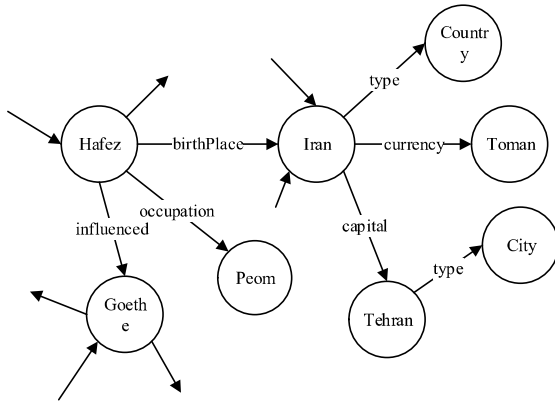 Countr
y
type
Hafez
birthPlace
Iran
currency
Toman
occupation
influenced
capital
City
type
Peom
Goeth
e
Tehran